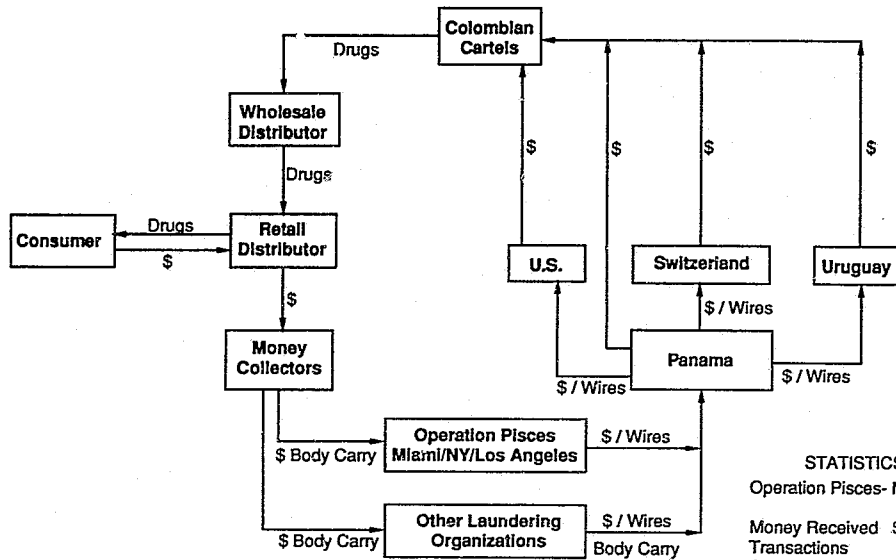 Colombian
Cartels
Drugs
Wholesale
Distributor
Drugs
Retail
Distributor
Consumer
Drugs
$
$
Money
Collectors
$ Body Carry
$ Body Carry
Operation Pisces
Miami/NY/Los Angeles
Other Laundering
Organizations
$ / Wires
$ / Wires
Body Carry
Panama
$ / Wires
$ / Wires
$ / Wires
U.S.
Switzerland
Uruguay
$
$
$
$
STATISTICS
Operation Pisces-
Money Received $
Transactions